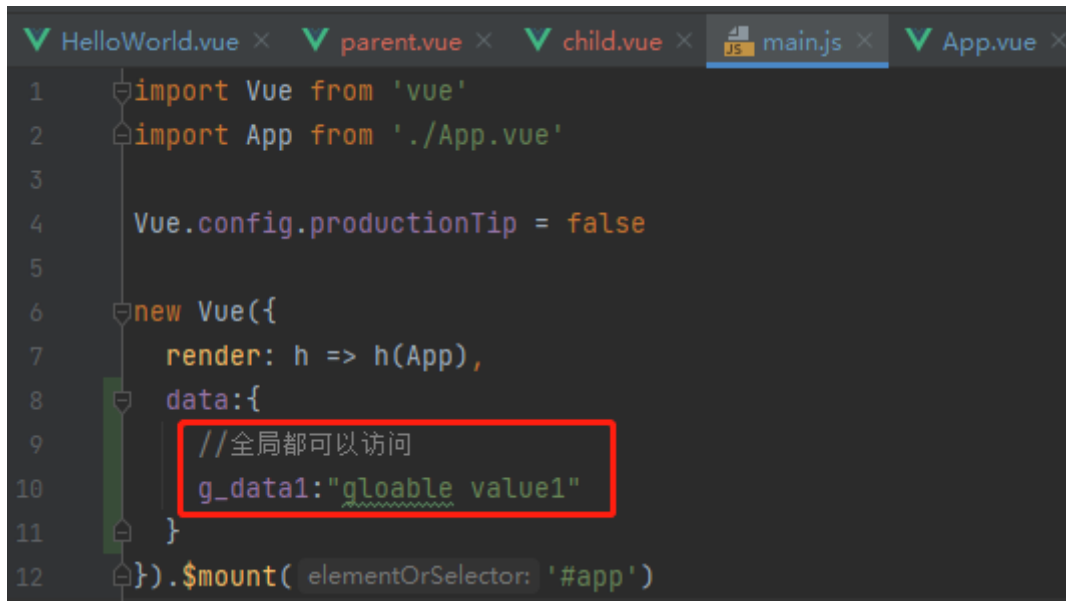 HelloWorld.vue × parent.vue × child.vue × JS main.js × App.vue ×
1 import Vue from 'vue'
2 import App from './App.vue'
3
4 Vue.config.productionTip = false
5
6 new Vue({
7 render: h => h(App),
8 data:{
9 //全局都可以访问
10 g_data1:"gloable value1"
11 }
12 }).$mount( elementOrSelector: '#app')